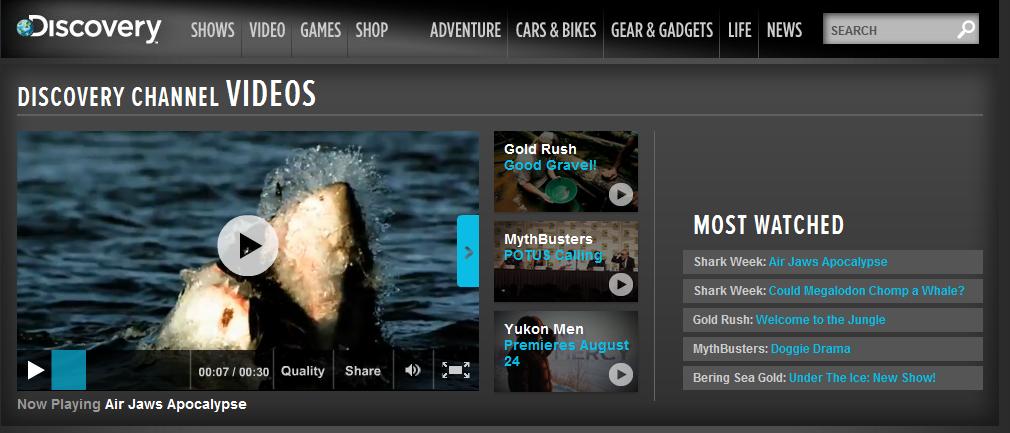 Discovery
SHOWS VIDEO GAMES SHOP ADVENTURE CARS & BIKES GEAR & GADGETS LIFE NEWS SEARCH
DISCOVERY CHANNEL VIDEOS
Gold Rush
Good Gravel!
MythBusters
POTUS Calling
Yukon Men
Premieres August
24
00:07 / 00:30 Quality Share
Now Playing Air Jaws Apocalypse
MOST WATCHED
Shark Week: Air Jaws Apocalypse
Shark Week: Could Megalodon Chomp a Whale?
Gold Rush: Welcome to the Jungle
MythBusters: Doggie Drama
Bering Sea Gold: Under The Ice: New Show!